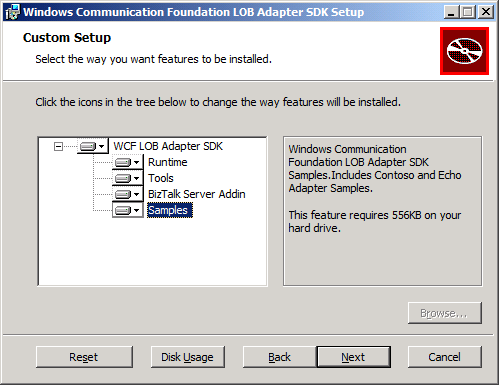 Windows Communication Foundation LOB Adapter SDK Setup
Custom Setup
Select the way you want features to be installed.
Click the icons in the tree below to change the way features will be installed.
WCF LOB Adapter SDK
Runtime
Tools
BizTalk Server Addin
Samples
Windows Communication
Foundation LOB Adapter SDK
Samples.Includes Contoso and Echo
Adapter Samples.
This feature requires 556KB on your
hard drive.
Browse...
Reset
Disk Usage
Back
Next
Cancel